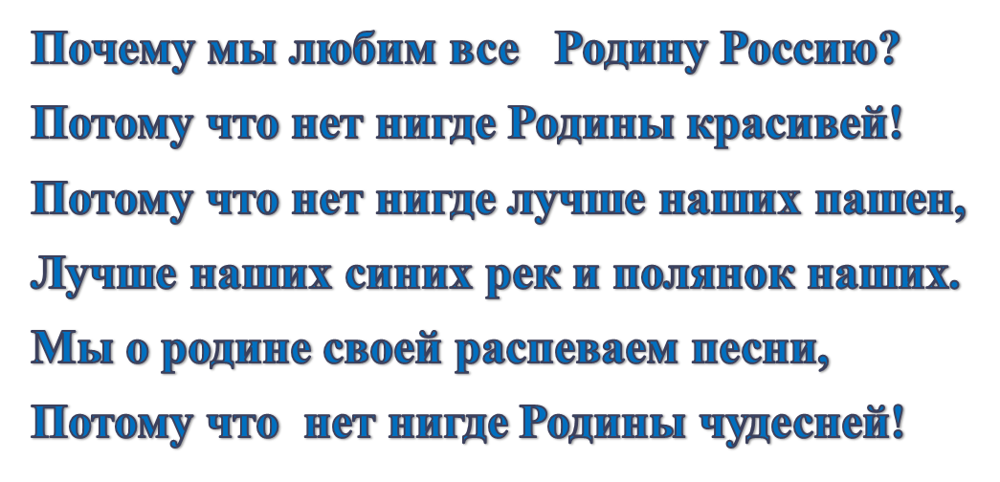 Почему мы любим все   Родину Россию?
Потому что нет нигде Родины красивей!
Потому что нет нигде лучше наших пашен,
Лучше наших синих рек и полянок наших.
Мы о родине своей распеваем песни,
Потому что  нет нигде Родины чудесней!